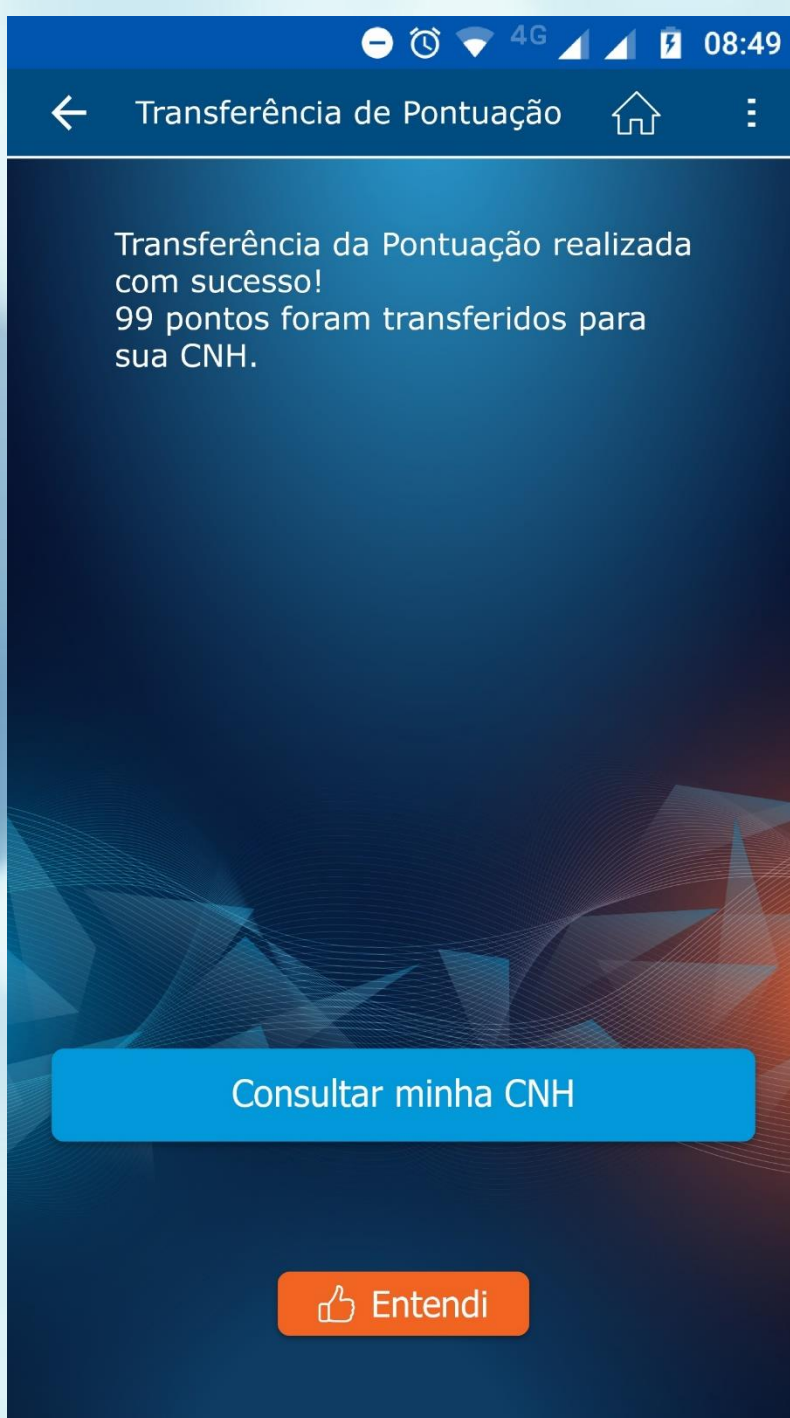 4G 08:49
Transferência de Pontuação
Transferência da Pontuação realizada
com sucesso!
99 pontos foram transferidos para
sua CNH.
Consultar minha CNH
Entendi